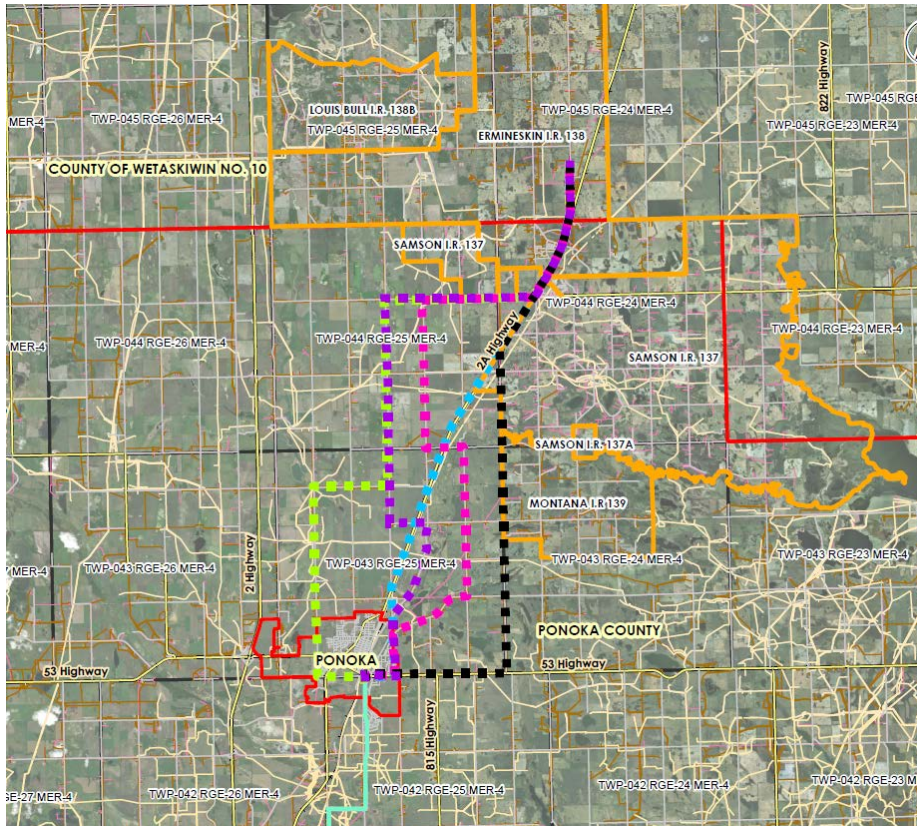 822 Highway
LOUIS BULL I.R. 138B
TWP-045 RGE-25 MER-4
TWP-045 RGE-26 MER-4
MER-4
TWP-045 RGE-24 MER-4
TWP-045 RGE-23 MER-4
TWP-045 RGE
ERMINESKIN I.R. 138
COUNTY OF WETASKIWIN NO. 10
SAMSON I.R. 137
TWP-044 RGE-24 MER-4
TWP-044 RGE-23 MER-4
TWP-044 RGE-25 MER-4
TWP-044 RGE-26 MER-4
MER-4
2A Highway
SAMSON I.R. 137
SAMSON I.R. 137A
MONTANA I.R 139
TWP-043 RGE-24 MER-4
TWP-043 RGE-23 MER-4
TWP-043 RGE-25 MER-4
TWP-043 RGE-26 MER-4
MER-4
2 Highway
PONOKA COUNTY
PONOKA
53 Highway
53 Highway
815 Highway
SE-27 MER-4
TWP-042 RGE-26 MER-4
TWP-042 RGE-25 MER-4
TWP-042 RGE-24 MER-4
TWP-042 RGE-23 M